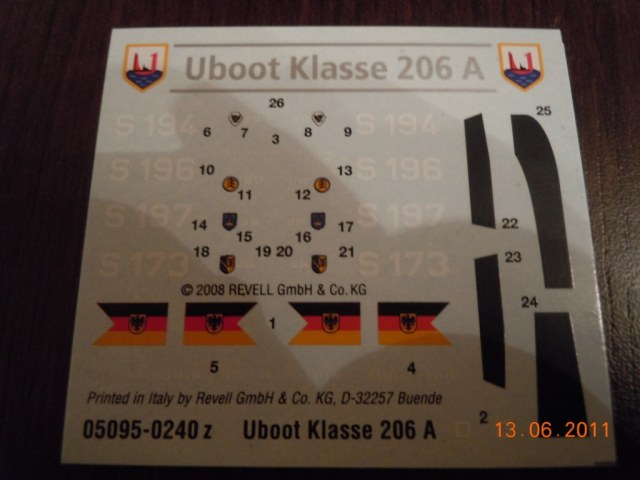 Uboot Klasse 206 A
26
S 194 S 194
6 7 3 8 9
25
S 196 S 196
10 11 12 13
S 197 S 197
14 15 16 17
22
S 173 S 173
18 19 20 21
23
© 2008 REVELL GmbH & Co. KG
24
1
5 4
Printed in Italy by Revell GmbH & Co. KG, D-32257 Buende
05095-0240 z Uboot Klasse 206 A 2
13.06.2011